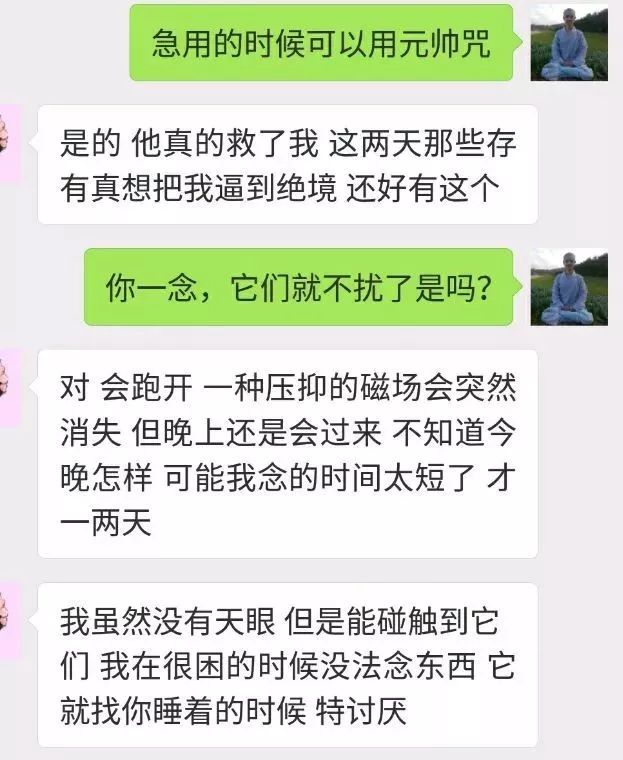 急用的时候可以用元帅咒
是的 他真的救了我 这两天那些存
有真想把我逼到绝境 还好有这个
你一念，它们就不扰了是吗?
对 会跑开 一种压抑的磁场会突然
消失 但晚上还是会过来 不知道今
晚怎样 可能我念的时间太短了 才
一两天
我虽然没有天眼 但是能碰触到它
们 我在很困的时候没法念东西 它
就找你睡着的时候 特讨厌